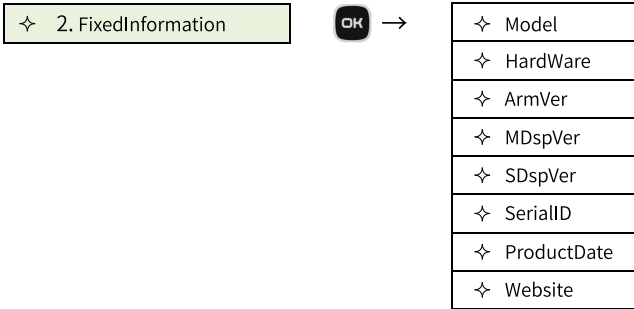 ✧ 2. FixedInformation
OK →
✧ Model
✧ HardWare
✧ ArmVer
✧ MDspVer
✧ SDspVer
✧ SerialID
✧ ProductDate
✧ Website